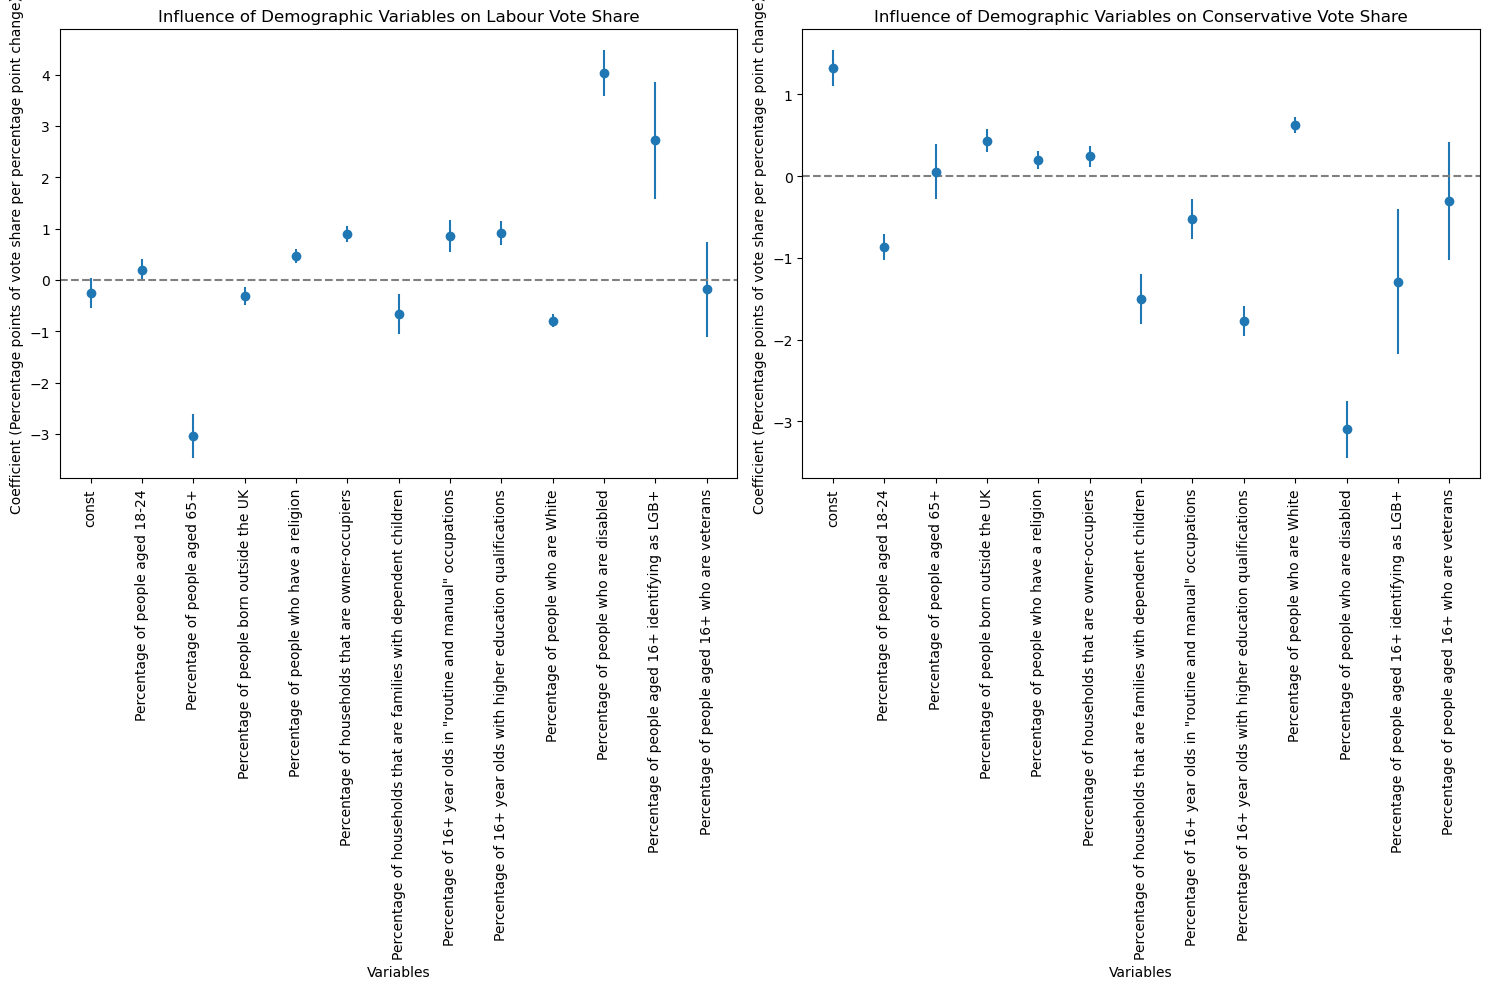 Influence of Demographic Variables on Labour Vote Share
Coefficient (Percentage points of vote share per percentage point change)
4
3
2
1
0
−1
−2
−3
const
Percentage of people aged 18-24
Percentage of people aged 65+
Percentage of people born outside the UK
Percentage of people who have a religion
Percentage of households that are owner-occupiers
Percentage of households that are families with dependent children
Percentage of 16+ year olds in "routine and manual" occupations
Percentage of 16+ year olds with higher education qualifications
Percentage of people who are White
Percentage of people who are disabled
Percentage of people aged 16+ identifying as LGB+
Percentage of people aged 16+ who are veterans
Variables
Influence of Demographic Variables on Conservative Vote Share
Coefficient (Percentage points of vote share per percentage point change)
1
0
−1
−2
−3
const
Percentage of people aged 18-24
Percentage of people aged 65+
Percentage of people born outside the UK
Percentage of people who have a religion
Percentage of households that are owner-occupiers
Percentage of households that are families with dependent children
Percentage of 16+ year olds in "routine and manual" occupations
Percentage of 16+ year olds with higher education qualifications
Percentage of people who are White
Percentage of people who are disabled
Percentage of people aged 16+ identifying as LGB+
Percentage of people aged 16+ who are veterans
Variables